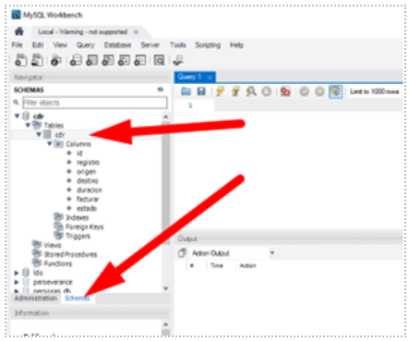 MySQL Workbench
Local - Warning - not supported ×
File Edit View Query Database Server Tools Scripting Help
Navigator
Query 1 ×
SCHEMAS
Filter objects
Limit to 1000 rows
1
cdr
Tables
cdr
Columns
id
registro
origen
destino
duracion
facturar
estado
Indexes
Foreign Keys
Triggers
Views
Stored Procedures
Functions
Output
Action Output
# Time Action
ldo
perseverance
personas_db
Administration Schemas
Information